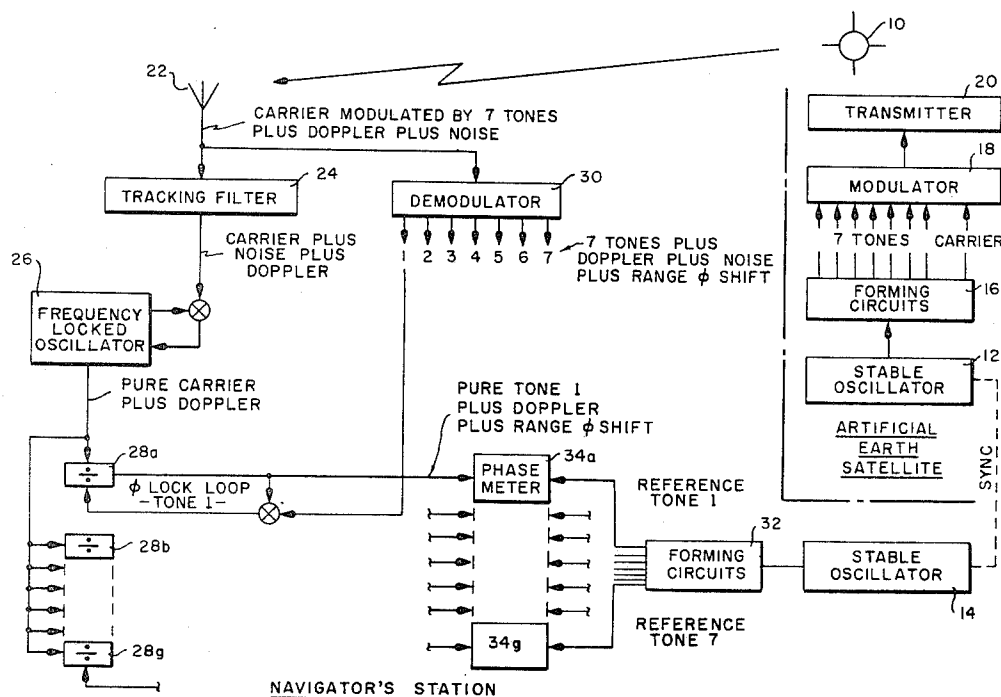 10
22
20
TRANSMITTER
CARRIER MODULATED BY 7 TONES
PLUS DOPPLER PLUS NOISE
18
MODULATOR
24
TRACKING FILTER
30
DEMODULATOR
7 TONES
CARRIER
2 3 4 5 6 7
7 TONES PLUS
DOPPLER PLUS NOISE
PLUS RANGE φ SHIFT
CARRIER PLUS
NOISE PLUS
DOPPLER
26
FREQUENCY
LOCKED
OSCILLATOR
FORMING
CIRCUITS
16
12
STABLE
OSCILLATOR
PURE CARRIER
PLUS DOPPLER
PURE TONE 1
PLUS DOPPLER
PLUS RANGE φ SHIFT
ARTIFICIAL
EARTH
SATELLITE
SYNC
28a
÷
φ LOCK LOOP
-TONE 1-
34a
PHASE
METER
REFERENCE
TONE 1
32
FORMING
CIRCUITS
STABLE
OSCILLATOR
14
÷
28b
REFERENCE
TONE 7
34g
÷
28g
NAVIGATOR'S STATION